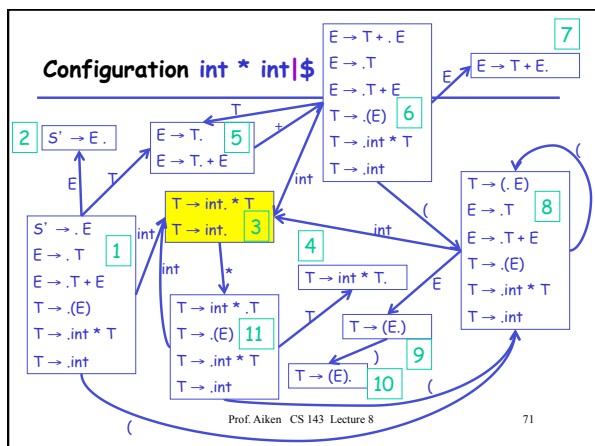 Configuration int * int|$
E → T + . E
E → .T
E → .T + E
T → .(E)
T → .int * T
T → .int
6
7
E → T + E.
E
2
S’ → E .
E → T.
E → T. + E
5
T
+
E
T
int
(
(
S’ → . E
E → . T
E → .T + E
T → .(E)
T → .int * T
T → .int
1
int
T → int. * T
T → int.
3
int
*
int
T → (. E)
E → .T
E → .T + E
T → .(E)
T → .int * T
T → .int
8
4
T → int * T.
E
T → int * .T
T → .(E)
T → .int * T
T → .int
11
T
T → (E.)
9
)
T → (E).
10
(
(
Prof. Aiken CS 143 Lecture 8
71